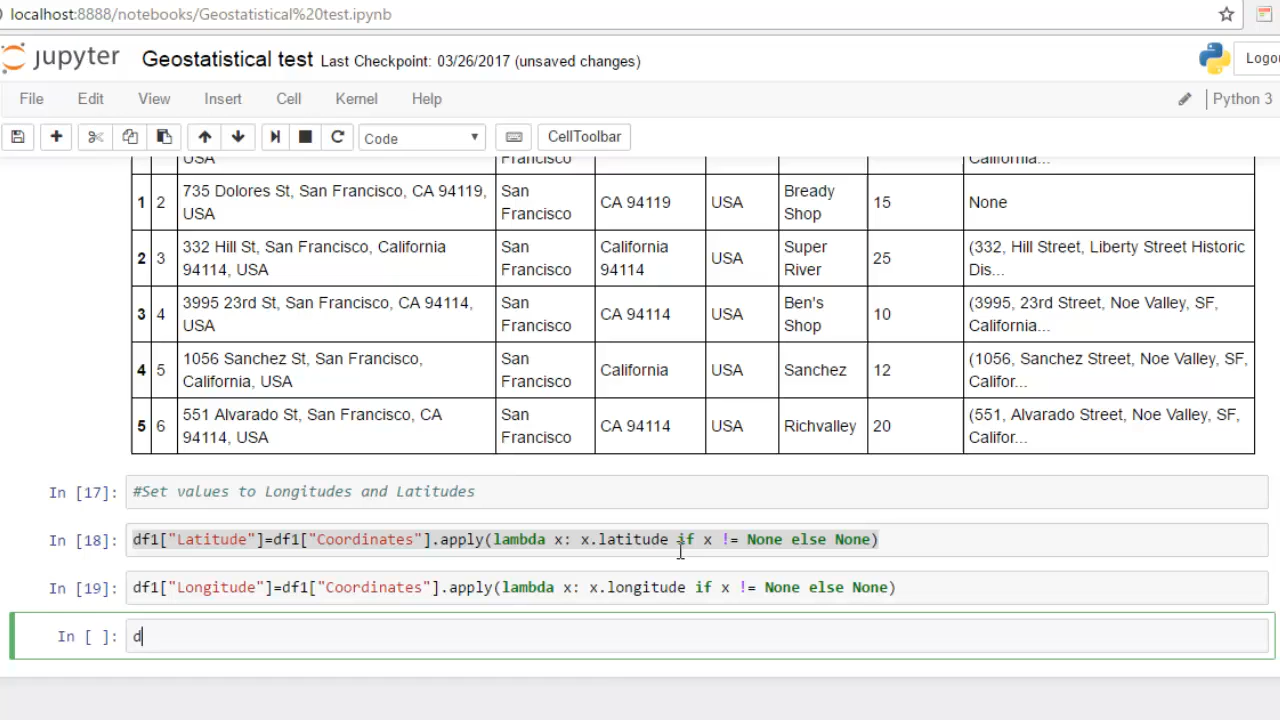 localhost:8888/notebooks/Geostatistical%20test.ipynb
jupyter Geostatistical test Last Checkpoint: 03/26/2017 (unsaved changes)
Logou
File Edit View Insert Cell Kernel Help Python 3
Code CellToolbar
USA Francisco California...
1 2 735 Dolores St, San Francisco, CA 94119, USA San Francisco CA 94119 USA Bready Shop 15 None
2 3 332 Hill St, San Francisco, California 94114, USA San Francisco California 94114 USA Super River 25 (332, Hill Street, Liberty Street Historic Dis...
3 4 3995 23rd St, San Francisco, CA 94114, USA San Francisco CA 94114 USA Ben's Shop 10 (3995, 23rd Street, Noe Valley, SF, California...
4 5 1056 Sanchez St, San Francisco, California, USA San Francisco California USA Sanchez 12 (1056, Sanchez Street, Noe Valley, SF, Califor...
5 6 551 Alvarado St, San Francisco, CA 94114, USA San Francisco CA 94114 USA Richvalley 20 (551, Alvarado Street, Noe Valley, SF, Califor...
In [17]: #Set values to Longitudes and Latitudes
In [18]: df1["Latitude"]=df1["Coordinates"].apply(lambda x: x.latitude if x != None else None)
In [19]: df1["Longitude"]=df1["Coordinates"].apply(lambda x: x.longitude if x != None else None)
In [ ]: d